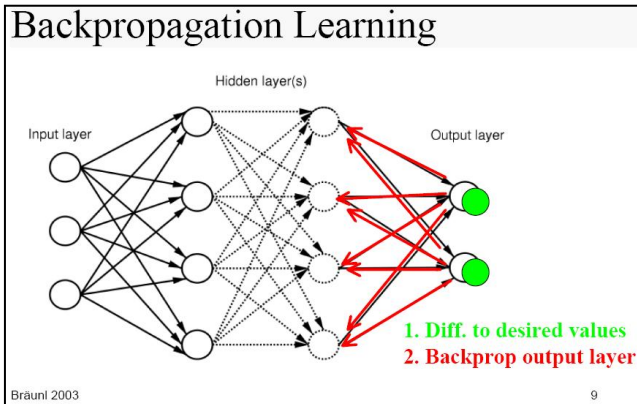 Backpropagation Learning
Hidden layer(s)
Input layer
Output layer
1. Diff. to desired values
2. Backprop output layer
Bräunl 2003
9